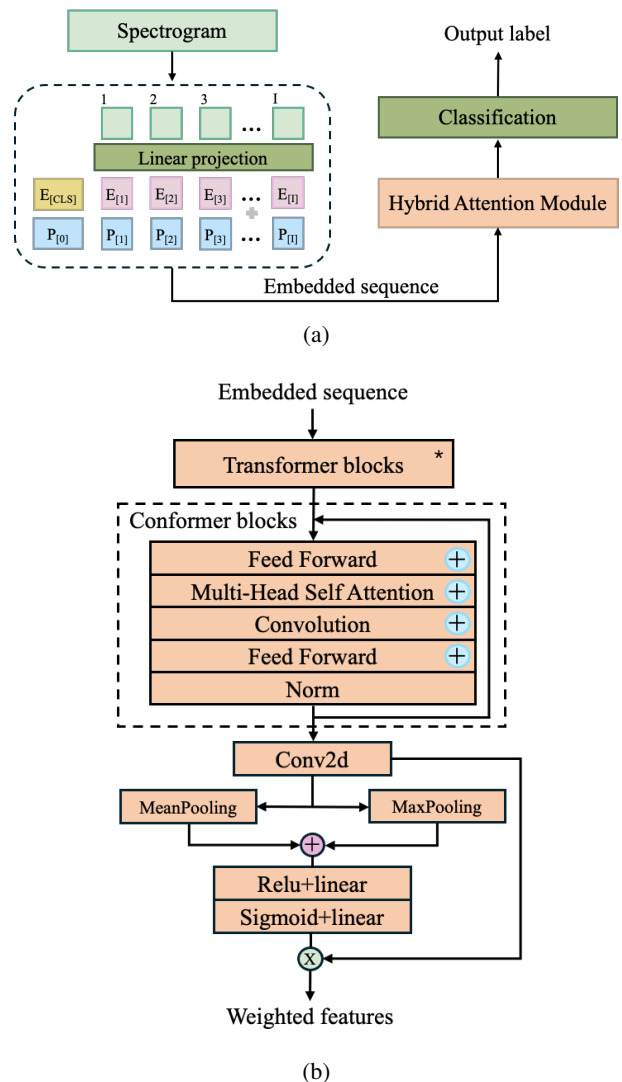 Spectrogram
1 2 3 ... I
Linear projection
E[CLS] E[1] E[2] E[3] ... E[I]
+
P[0] P[1] P[2] P[3] ... P[I]
Embedded sequence
Output label
Classification
Hybrid Attention Module
(a)
Embedded sequence
Transformer blocks *
Conformer blocks
Feed Forward +
Multi-Head Self Attention +
Convolution +
Feed Forward +
Norm
Conv2d
MeanPooling MaxPooling
+
Relu+linear
Sigmoid+linear
X
Weighted features
(b)